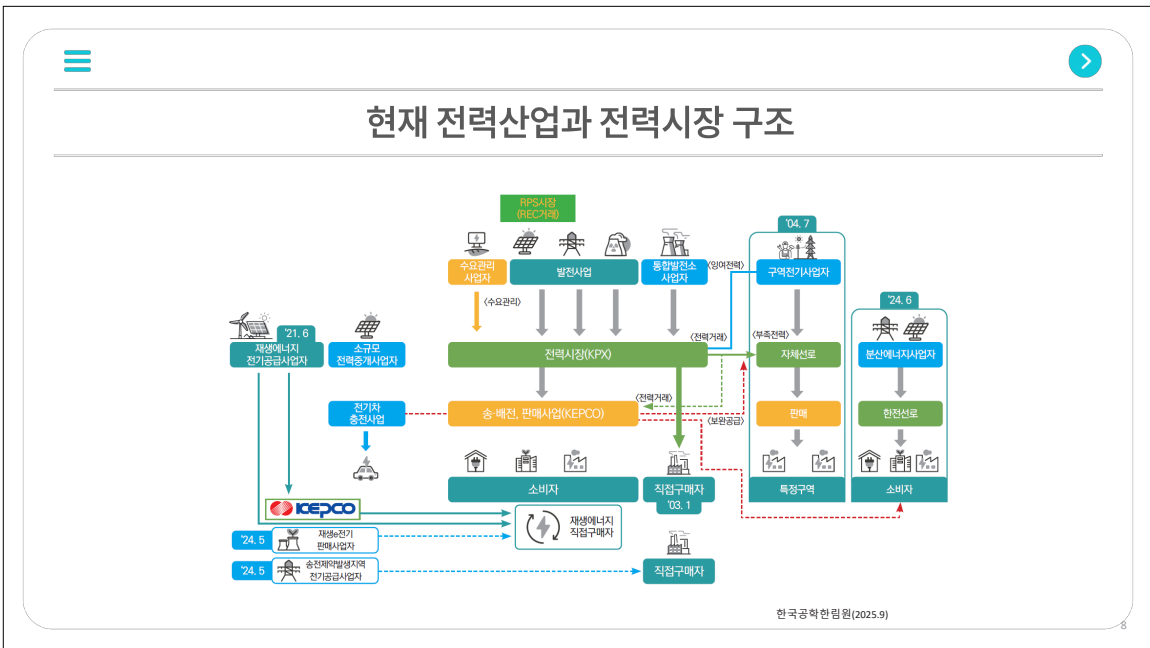 현재 전력산업과 전력시장 구조
RPS시장
(REC거래)
수요관리
사업자
발전사업
통합발전소
사업자
〈잉여전력〉
'04.7
구역전기사업자
〈수요관리〉
'24.6
'21.6
재생에너지
전기공급사업자
소규모
전력중개사업자
전력시장(KPX)
〈전력거래〉
〈부족전력〉
자체선로
분산에너지사업자
전기차
충전사업
송·배전, 판매사업(KEPCO)
〈전력거래〉
〈보완공급〉
판매
한전선로
소비자
직접구매자
'03.1
특정구역
소비자
KEPCO
재생에너지
직접구매자
'24.5
재생e전기
판매사업자
'24.5
송전제약발생지역
전기공급사업자
직접구매자
한국공학한림원(2025.9)
8